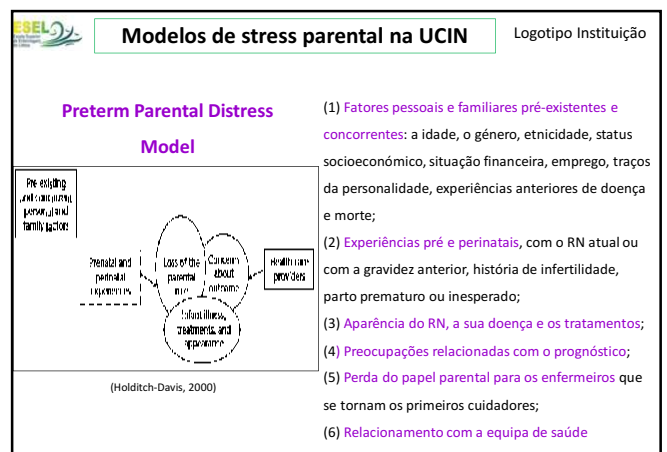 ESEL
Modelos de stress parental na UCIN
Logotipo Instituição
Preterm Parental Distress
Model
Pre existing
personal and
family factors
Prenatal and
perinatal
experiences
Loss of the
parental
role
Concerns
about
outcome
Health care
providers
Infant illness,
treatments, and
appearance
(Holditch-Davis, 2000)
(1) Fatores pessoais e familiares pré-existentes e
concorrentes: a idade, o género, etnicidade, status
socioeconómico, situação financeira, emprego, traços
da personalidade, experiências anteriores de doença
e morte;
(2) Experiências pré e perinatais, com o RN atual ou
com a gravidez anterior, história de infertilidade,
parto prematuro ou inesperado;
(3) Aparência do RN, a sua doença e os tratamentos;
(4) Preocupações relacionadas com o prognóstico;
(5) Perda do papel parental para os enfermeiros que
se tornam os primeiros cuidadores;
(6) Relacionamento com a equipa de saúde